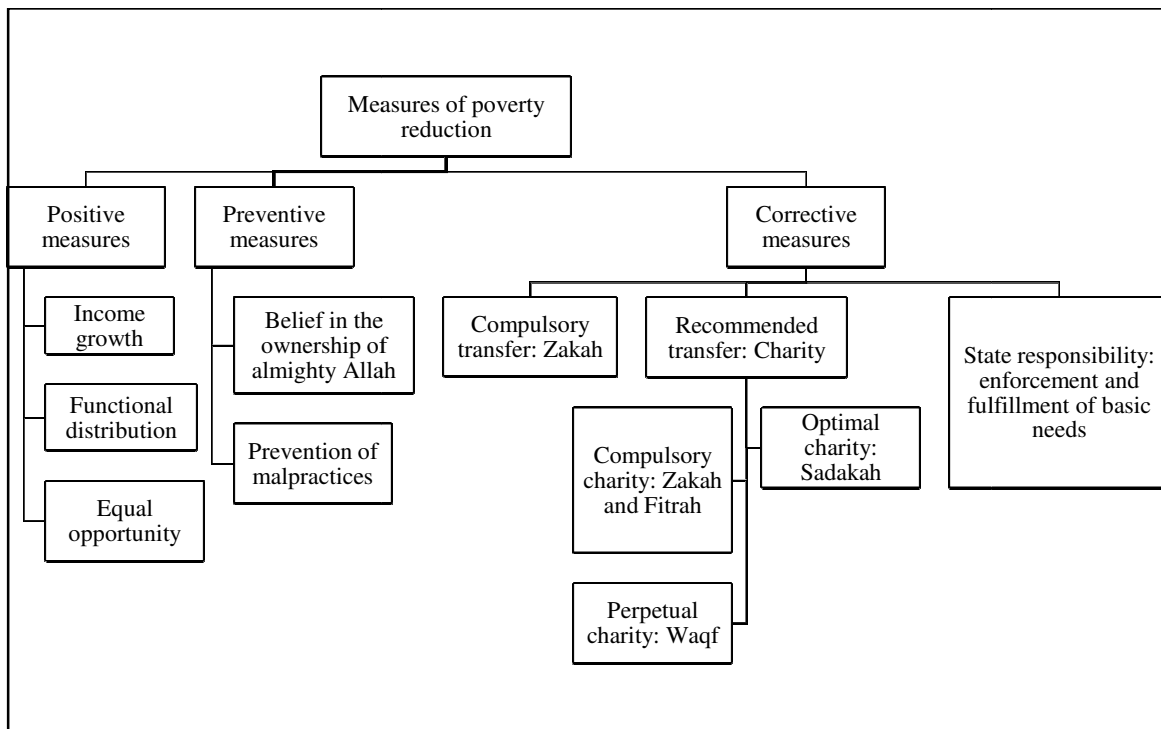 Measures of poverty
reduction
Positive
measures
Preventive
measures
Corrective
measures
Income
growth
Functional
distribution
Equal
opportunity
Belief in the
ownership of
almighty Allah
Prevention of
malpractices
Compulsory
transfer: Zakah
Recommended
transfer: Charity
State responsibility:
enforcement and
fulfillment of basic
needs
Compulsory
charity: Zakah
and Fitrah
Optimal
charity:
Sadakah
Perpetual
charity: Waqf